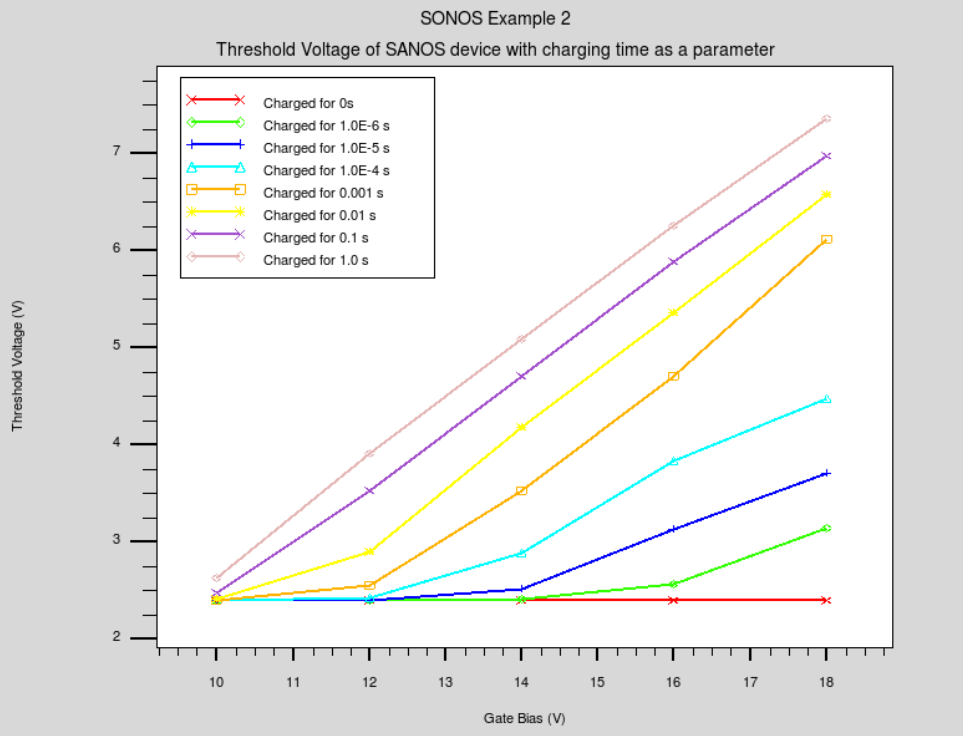 SONOS Example 2
Threshold Voltage of SANOS device with charging time as a parameter
Charged for 0s
Charged for 1.0E-6 s
Charged for 1.0E-5 s
Charged for 1.0E-4 s
Charged for 0.001 s
Charged for 0.01 s
Charged for 0.1 s
Charged for 1.0 s
Threshold Voltage (V)
7
6
5
4
3
2
10 11 12 13 14 15 16 17 18
Gate Bias (V)